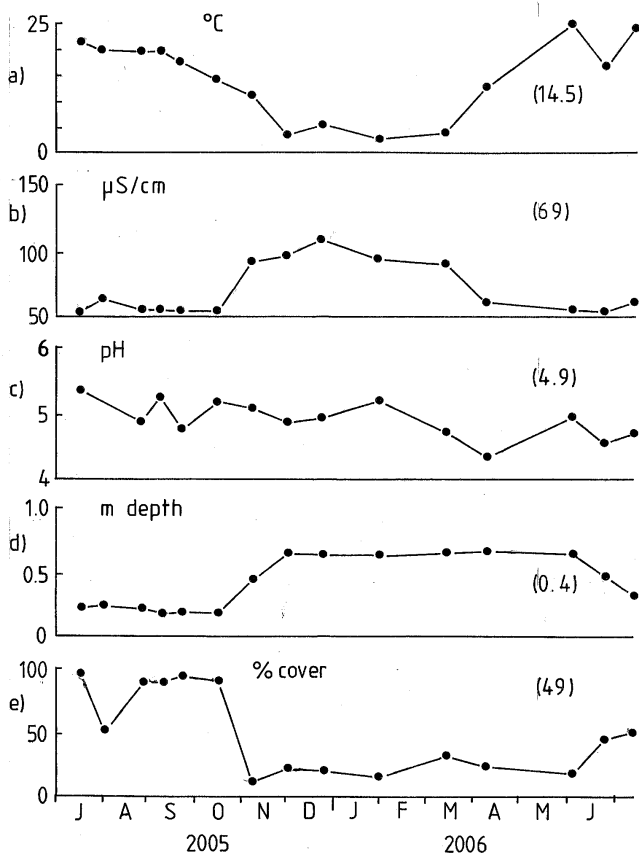 °C
25
a)
(14.5)
0
150
µS/cm
b)
(69)
100
50
6
pH
c)
(4.9)
5
4
1.0
m depth
d)
0.5
(0.4)
0
100
% cover
e)
(49)
50
0
J A S O N D J F M A M J
2005 2006